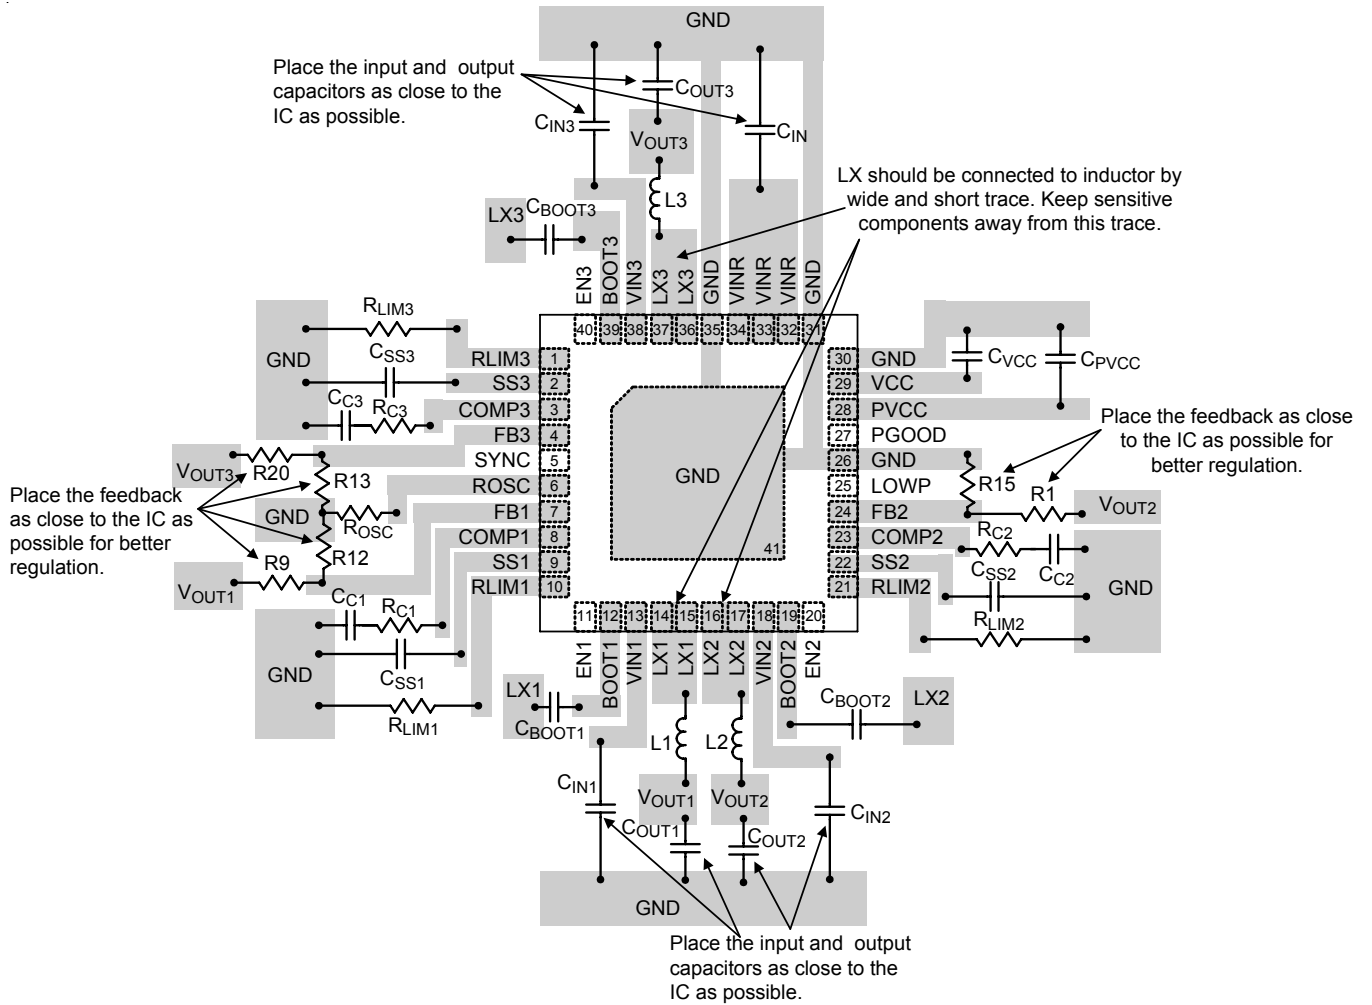 GND
Place the input and output
capacitors as close to the
IC as possible.
COUT3
CIN3
VOUT3
CIN
L3
LX should be connected to inductor by
wide and short trace. Keep sensitive
components away from this trace.
LX3
CBOOT3
EN3
BOOT3
VIN3
LX3
LX3
GND
VINR
VINR
VINR
GND
40 39 38 37 36 35 34 33 32 31
RLIM3
GND
CSS3
CC3
RC3
RLIM3 1
SS3 2
COMP3 3
FB3 4
SYNC 5
ROSC 6
FB1 7
COMP1 8
SS1 9
RLIM1 10
GND
41
30 GND
29 VCC
28 PVCC
27 PGOOD
26 GND
25 LOWP
24 FB2
23 COMP2
22 SS2
21 RLIM2
CVCC
CPVCC
Place the feedback as close
to the IC as possible for
better regulation.
R15
R1
VOUT2
RC2
CC2
CSS2
GND
RLIM2
VOUT3
R20
R13
Place the feedback
as close to the IC as
possible for better
regulation.
GND
ROSC
R12
R9
VOUT1
CC1
RC1
GND
CSS1
RLIM1
11 12 13 14 15 16 17 18 19 20
EN1
BOOT1
VIN1
LX1
LX1
LX2
LX2
VIN2
BOOT2
EN2
LX1
CBOOT1
CBOOT2
LX2
L1
L2
CIN1
VOUT1
VOUT2
CIN2
COUT1
COUT2
GND
Place the input and output
capacitors as close to the
IC as possible.